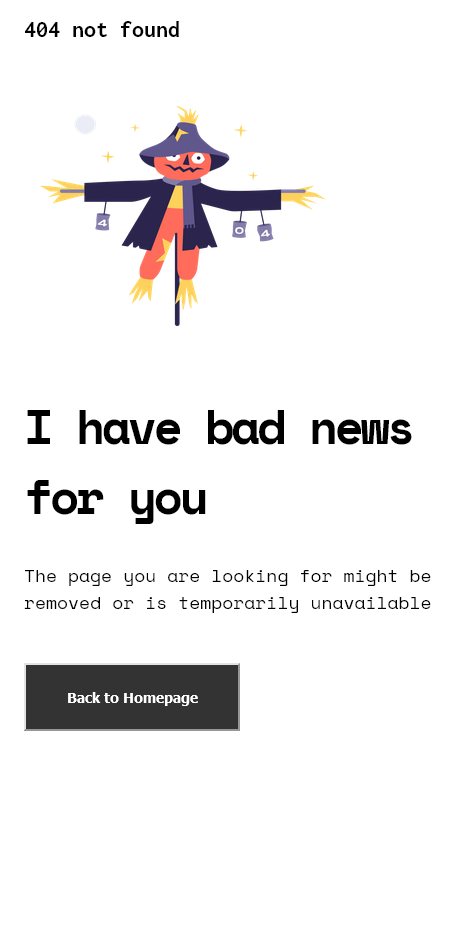 404 not found
4
0
4
I have bad news
for you
The page you are looking for might be
removed or is temporarily unavailable
Back to Homepage